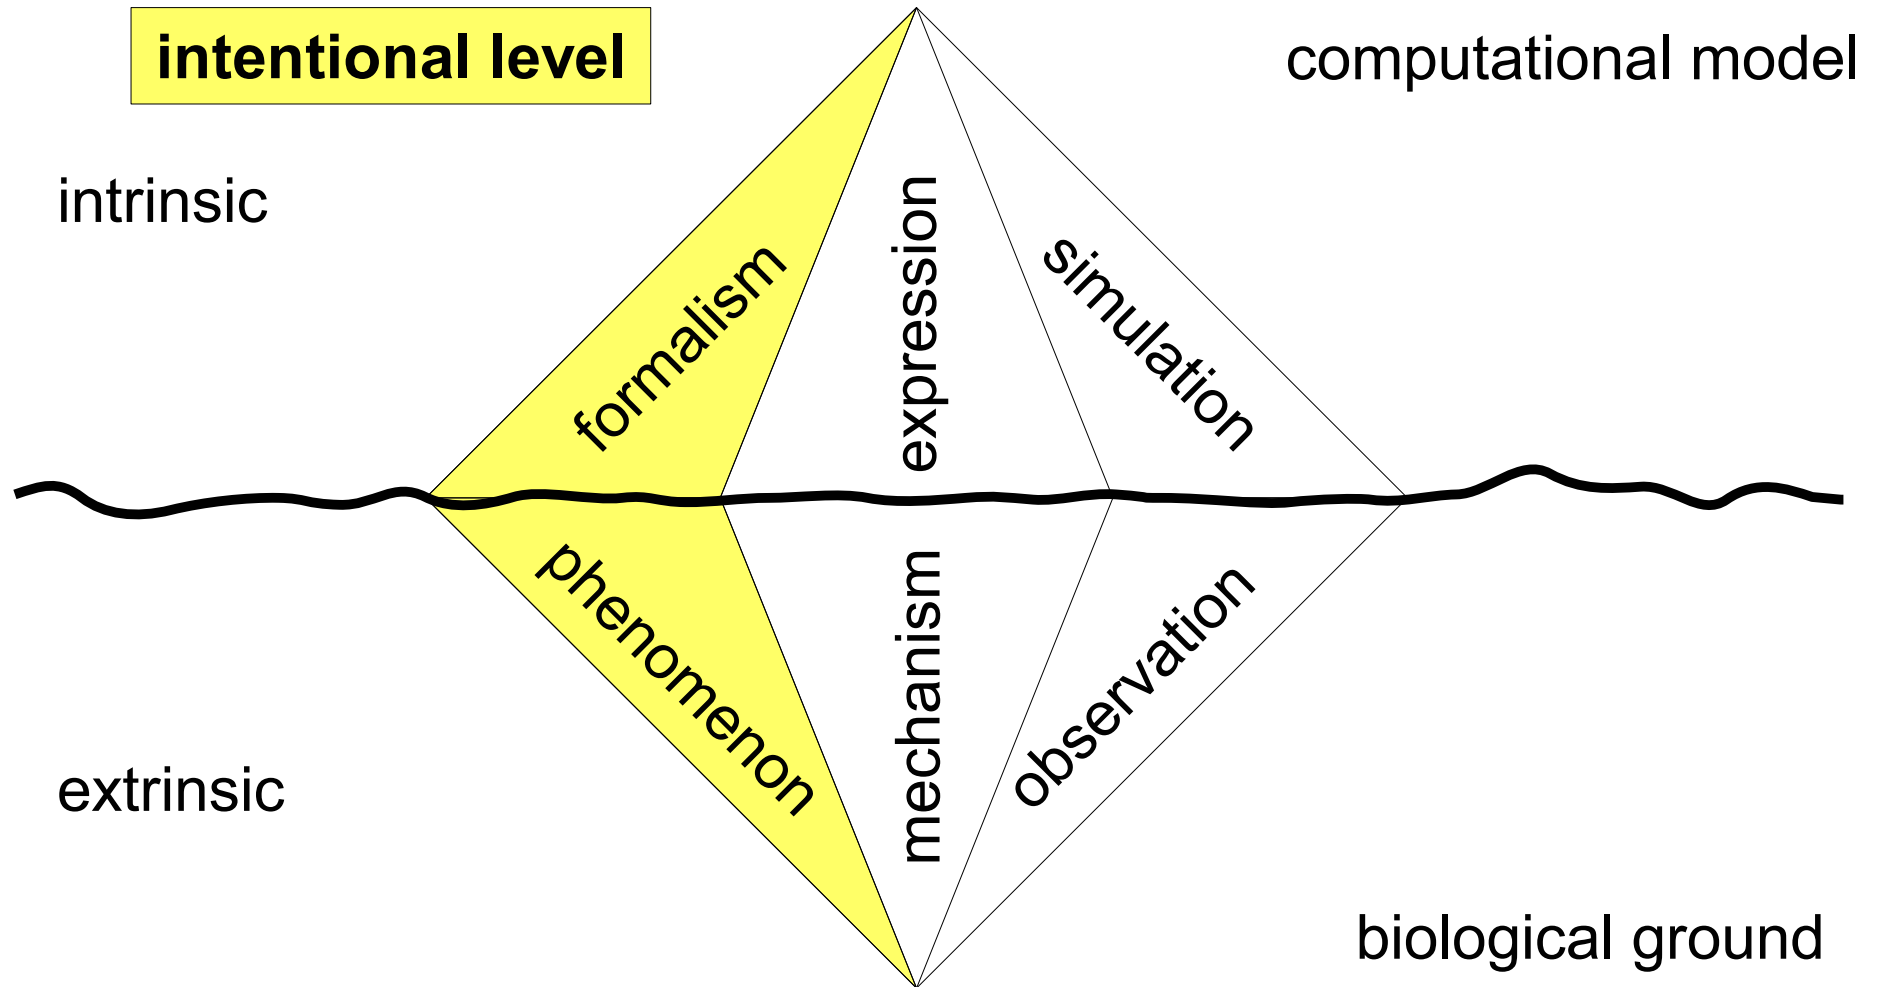 intentional level
computational model
intrinsic
formalism
expression
simulation
phenomenon
mechanism
observation
extrinsic
biological ground